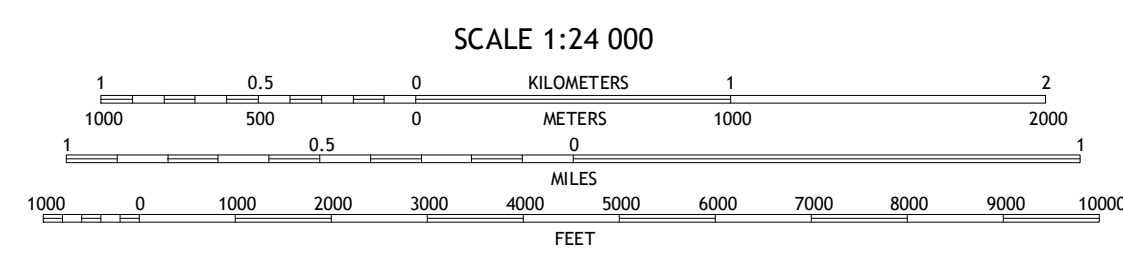 SCALE 1:24 000
1 0.5 0 KILOMETERS 1 2
1000 500 0 METERS 1000 2000
1 0.5 0 1
MILES
1000 0 1000 2000 3000 4000 5000 6000 7000 8000 9000 10000
FEET